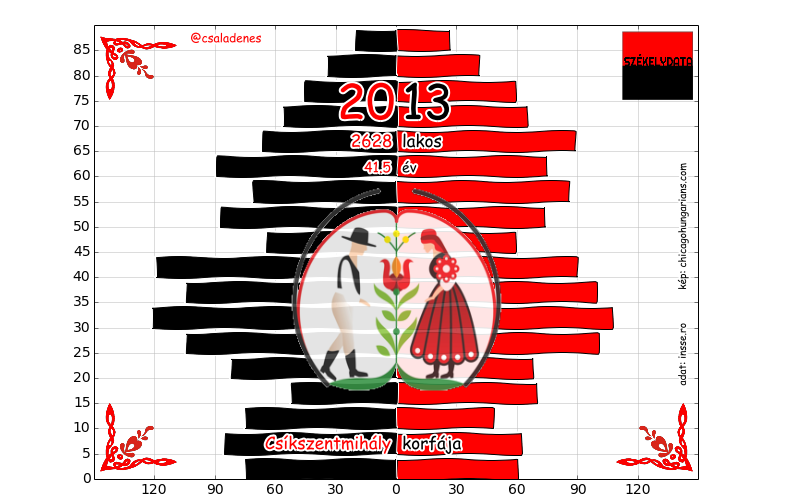 @csaladenes
SZÉKELYDATA
2013
2628 lakos
41.5 év
kép: chicagohungarians.com
adat: insse.ro
Csíkszentmihály korfája
85
80
75
70
65
60
55
50
45
40
35
30
25
20
15
10
5
0
120 90 60 30 0 30 60 90 120